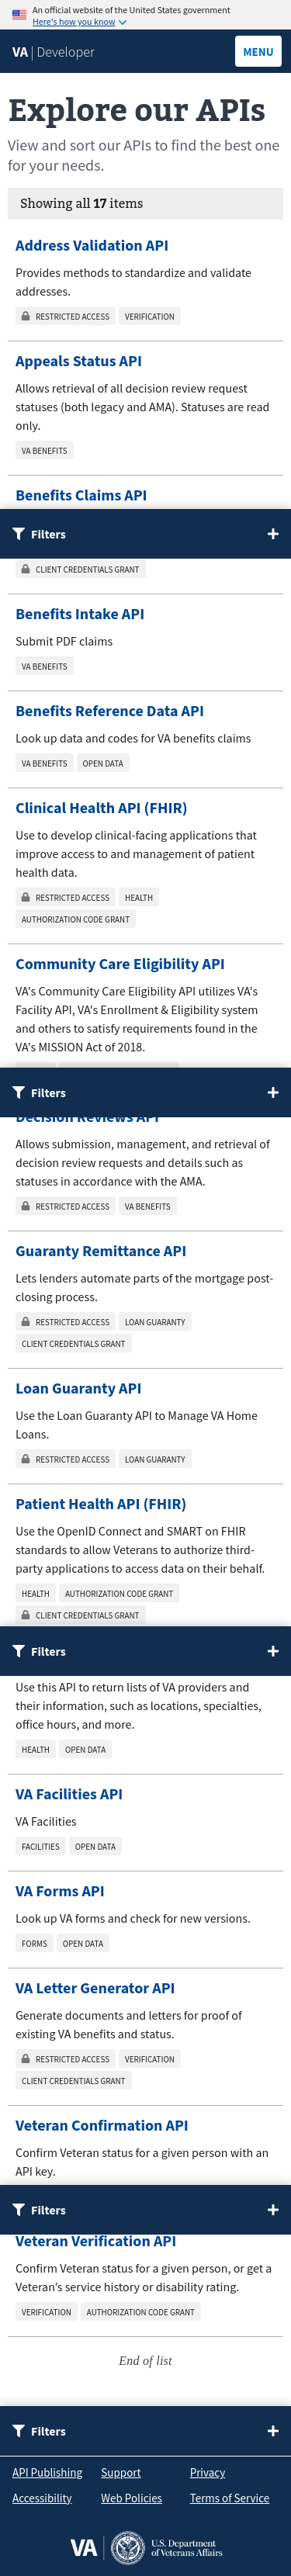 An official website of the United States government
Here's how you know
VA | Developer
MENU
Explore our APIs
View and sort our APIs to find the best one
for your needs.
Showing all 17 items
Address Validation API
Provides methods to standardize and validate
addresses.
RESTRICTED ACCESS
VERIFICATION
Appeals Status API
Allows retrieval of all decision review request
statuses (both legacy and AMA). Statuses are read
only.
VA BENEFITS
Benefits Claims API
Filters
CLIENT CREDENTIALS GRANT
Benefits Intake API
Submit PDF claims
VA BENEFITS
Benefits Reference Data API
Look up data and codes for VA benefits claims
VA BENEFITS
OPEN DATA
Clinical Health API (FHIR)
Use to develop clinical-facing applications that
improve access to and management of patient
health data.
RESTRICTED ACCESS
HEALTH
AUTHORIZATION CODE GRANT
Community Care Eligibility API
VA's Community Care Eligibility API utilizes VA's
Facility API, VA's Enrollment & Eligibility system
and others to satisfy requirements found in the
VA's MISSION Act of 2018.
Filters
Decision Reviews API
Allows submission, management, and retrieval of
decision review requests and details such as
statuses in accordance with the AMA.
RESTRICTED ACCESS
VA BENEFITS
Guaranty Remittance API
Lets lenders automate parts of the mortgage post-
closing process.
RESTRICTED ACCESS
LOAN GUARANTY
CLIENT CREDENTIALS GRANT
Loan Guaranty API
Use the Loan Guaranty API to Manage VA Home
Loans.
RESTRICTED ACCESS
LOAN GUARANTY
Patient Health API (FHIR)
Use the OpenID Connect and SMART on FHIR
standards to allow Veterans to authorize third-
party applications to access data on their behalf.
HEALTH
AUTHORIZATION CODE GRANT
CLIENT CREDENTIALS GRANT
Filters
Use this API to return lists of VA providers and
their information, such as locations, specialties,
office hours, and more.
HEALTH
OPEN DATA
VA Facilities API
VA Facilities
FACILITIES
OPEN DATA
VA Forms API
Look up VA forms and check for new versions.
FORMS
OPEN DATA
VA Letter Generator API
Generate documents and letters for proof of
existing VA benefits and status.
RESTRICTED ACCESS
VERIFICATION
CLIENT CREDENTIALS GRANT
Veteran Confirmation API
Confirm Veteran status for a given person with an
API key.
Filters
Veteran Verification API
Confirm Veteran status for a given person, or get a
Veteran's service history or disability rating.
VERIFICATION
AUTHORIZATION CODE GRANT
End of list
Filters
API Publishing
Support
Privacy
Accessibility
Web Policies
Terms of Service
VA
U.S. Department
of Veterans Affairs